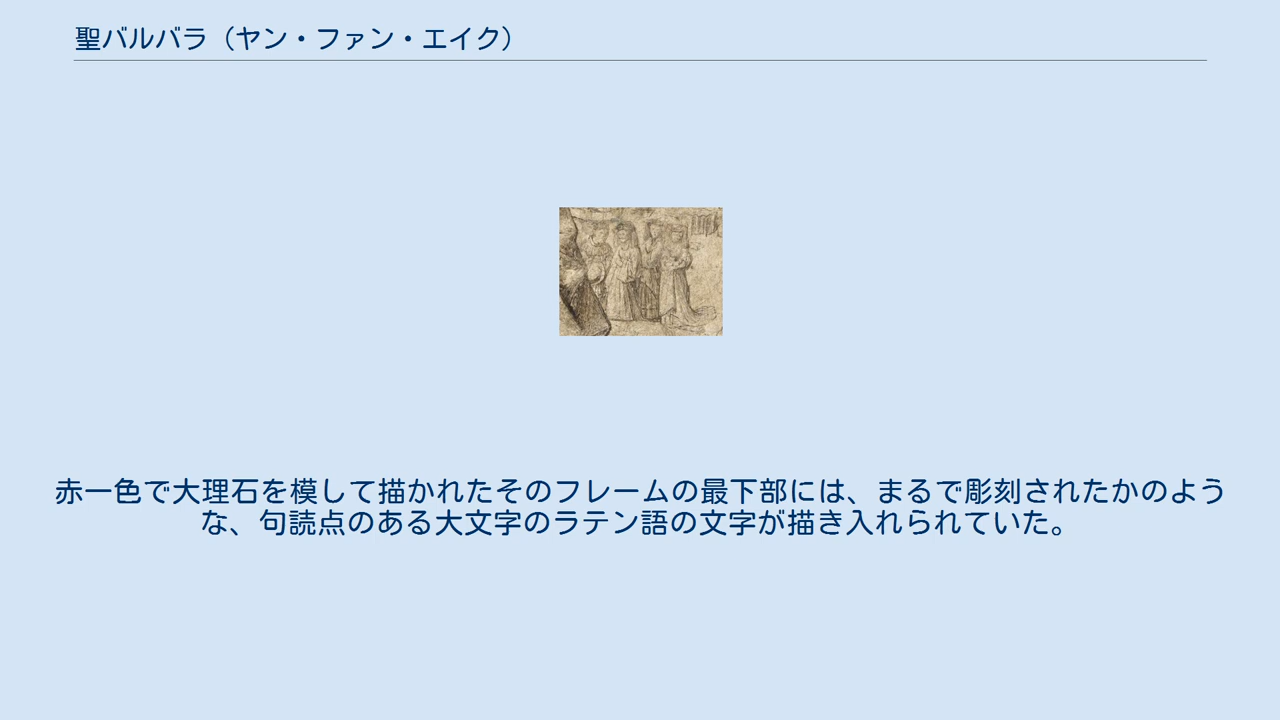 聖バルバラ（ヤン・ファン・エイク）
赤一色で大理石を模して描かれたそのフレームの最下部には、まるで彫刻されたかのよう
な、句読点のある大文字のラテン語の文字が描き入れられていた。